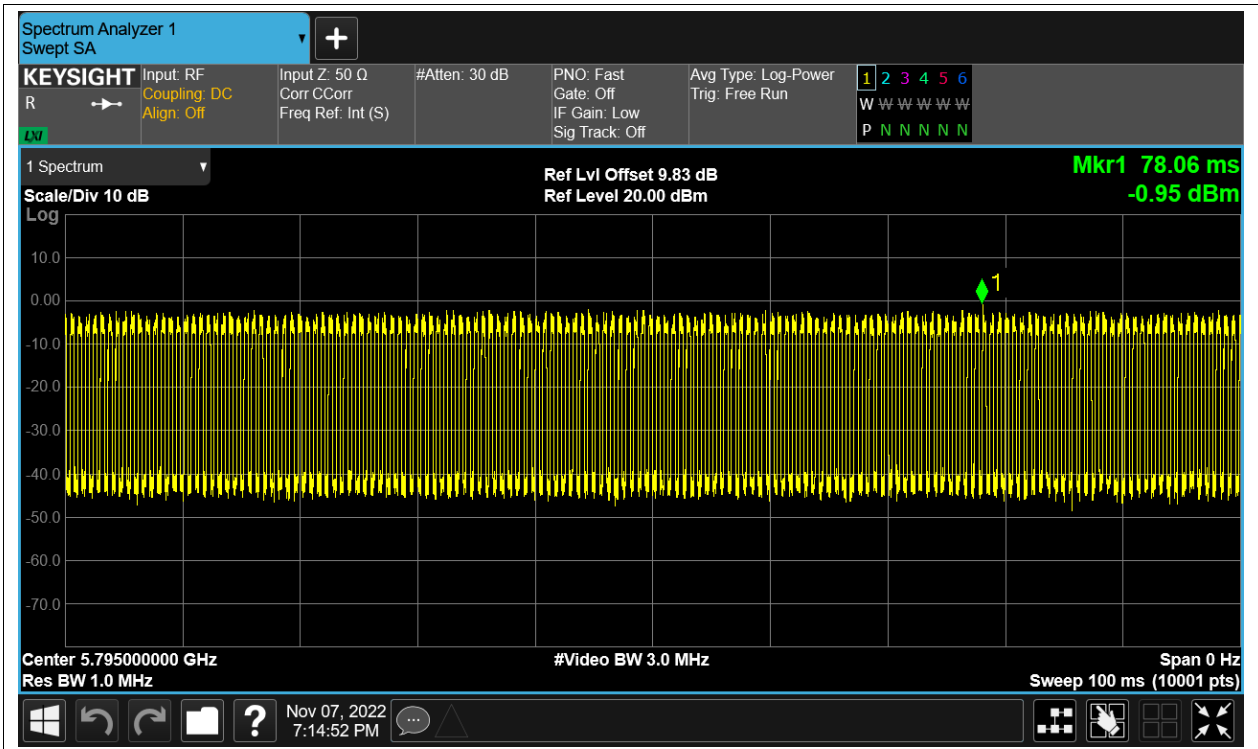 Spectrum Analyzer 1
Swept SA
KEYSIGHT
R
LXI
Input: RF
Coupling: DC
Align: Off
Input Z: 50 Ω
Corr CCorr
Freq Ref: Int (S)
#Atten: 30 dB
PNO: Fast
Gate: Off
IF Gain: Low
Sig Track: Off
Avg Type: Log-Power
Trig: Free Run
1 2 3 4 5 6
W W W W W W
P N N N N N
1 Spectrum
Scale/Div 10 dB
Ref Lvl Offset 9.83 dB
Ref Level 20.00 dBm
Mkr1 78.06 ms
-0.95 dBm
Log
10.0
0.00
-10.0
-20.0
-30.0
-40.0
-50.0
-60.0
-70.0
1
Center 5.795000000 GHz
Res BW 1.0 MHz
#Video BW 3.0 MHz
Span 0 Hz
Sweep 100 ms (10001 pts)
?
Nov 07, 2022
7:14:52 PM